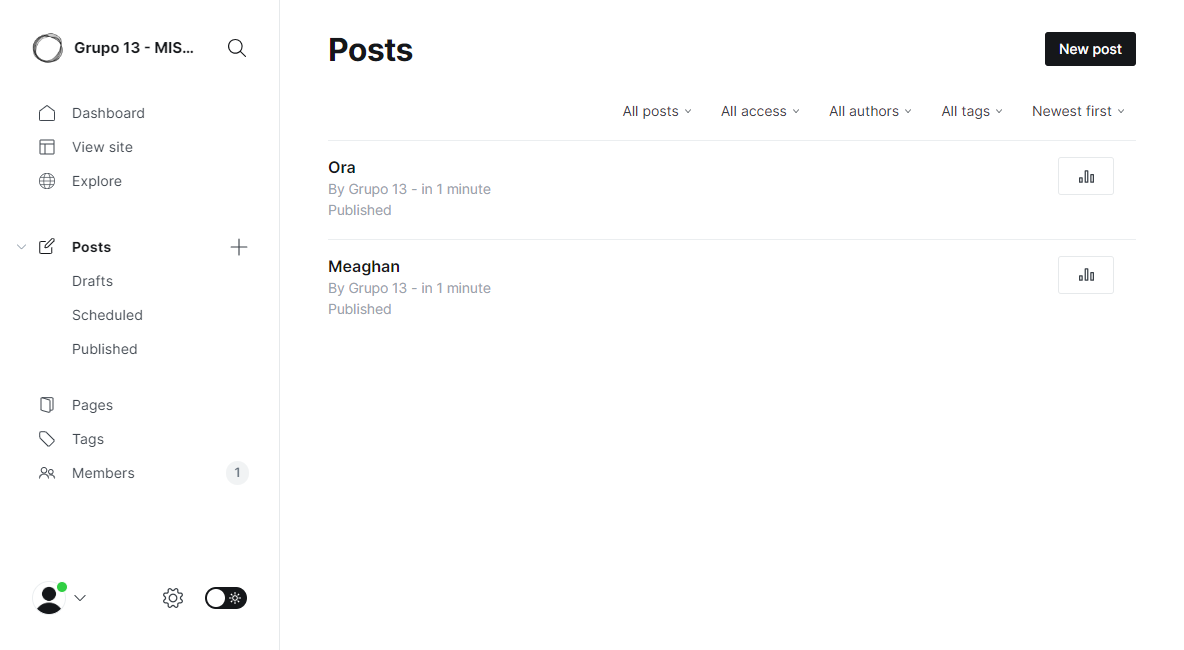 Grupo 13 - MIS...
Dashboard
View site
Explore
Posts
Drafts
Scheduled
Published
Pages
Tags
Members 1
Posts
New post
All posts All access All authors All tags Newest first
Ora
By Grupo 13 - in 1 minute
Published
Meaghan
By Grupo 13 - in 1 minute
Published